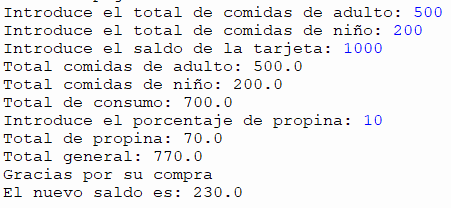 Introduce el total de comidas de adulto: 500
Introduce el total de comidas de niño: 200
Introduce el saldo de la tarjeta: 1000
Total comidas de adulto: 500.0
Total comidas de niño: 200.0
Total de consumo: 700.0
Introduce el porcentaje de propina: 10
Total de propina: 70.0
Total general: 770.0
Gracias por su compra
El nuevo saldo es: 230.0